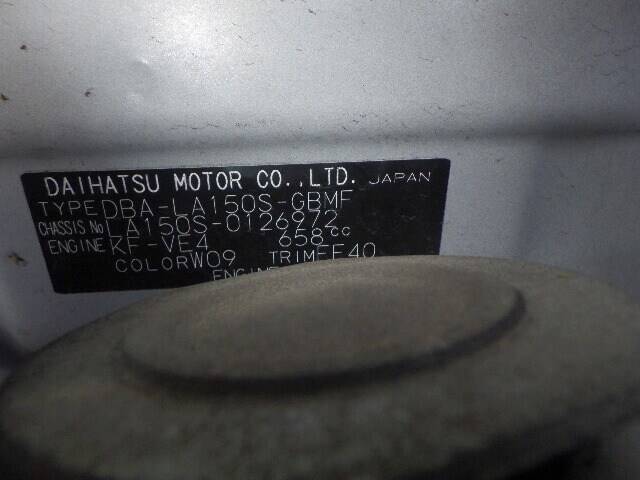 DAIHATSU MOTOR CO.,LTD. JAPAN
TYPE DBA-LA150S-GBMF
CHASSIS No LA150S-0126972
ENGINE KF-VE4 658cc
COLOR W09 TRIM FF40